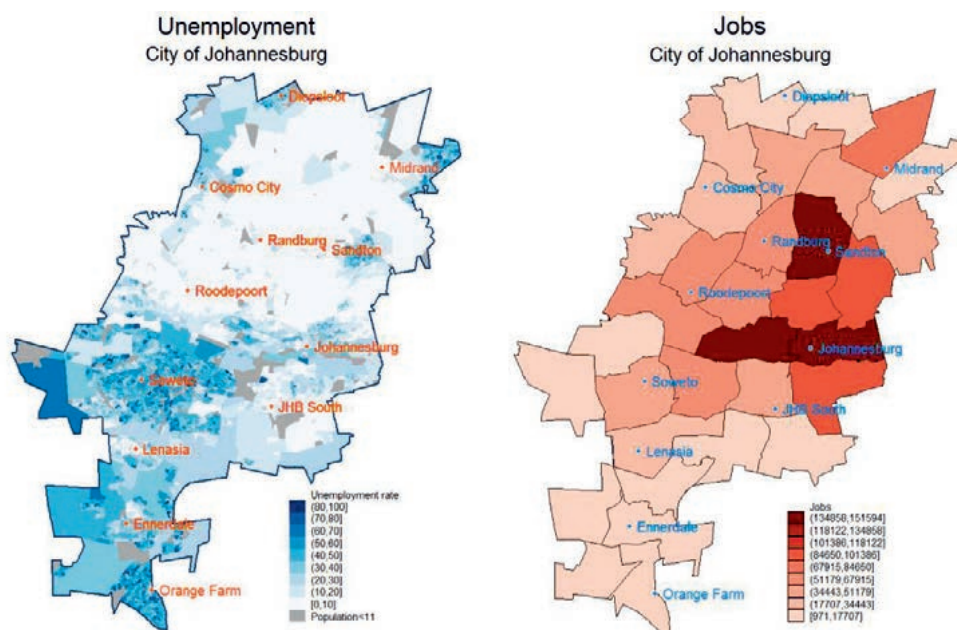 Unemployment
City of Johannesburg
Diepsloot
Midrand
Cosmo City
Randburg
Sandton
Roodepoort
Johannesburg
Soweto
JHB South
Lenasia
Ennerdale
Orange Farm
Unemployment rate
(80,100]
(70,80]
(60,70]
(50,60]
(40,50]
(30,40]
(20,30]
(10,20]
[0,10]
Population<11
Jobs
City of Johannesburg
Diepsloot
Midrand
Cosmo City
Randburg
Sandton
Roodepoort
Johannesburg
Soweto
JHB South
Lenasia
Ennerdale
Orange Farm
Jobs
(134858,151594]
(118122,134858]
(101386,118122]
(84650,101386]
(67915,84650]
(51179,67915]
(34443,51179]
(17707,34443]
[971,17707]